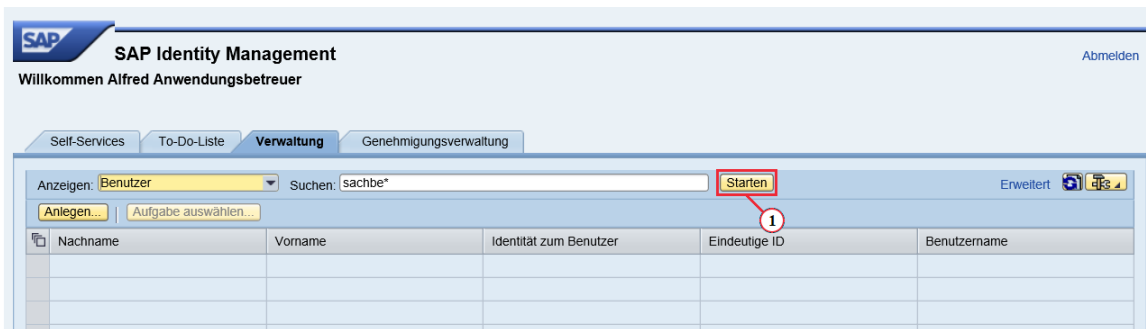 SAP
SAP Identity Management
Abmelden
Willkommen Alfred Anwendungsbetreuer
Self-Services To-Do-Liste Verwaltung Genehmigungsverwaltung
Anzeigen: Benutzer Suchen: sachbe* Starten Erweitert
Anlegen... Aufgabe auswählen...
1
Nachname Vorname Identität zum Benutzer Eindeutige ID Benutzername